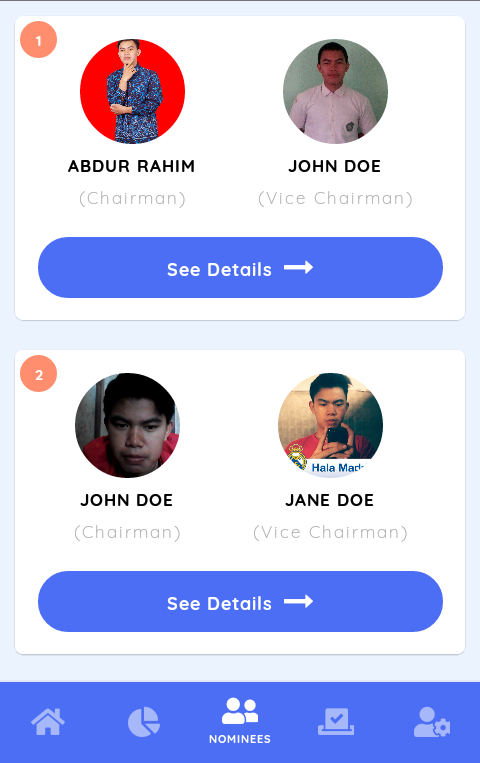 1
ABDUR RAHIM JOHN DOE
(Chairman) (Vice Chairman)
See Details
2
Hala Mad
JOHN DOE JANE DOE
(Chairman) (Vice Chairman)
See Details
NOMINEES